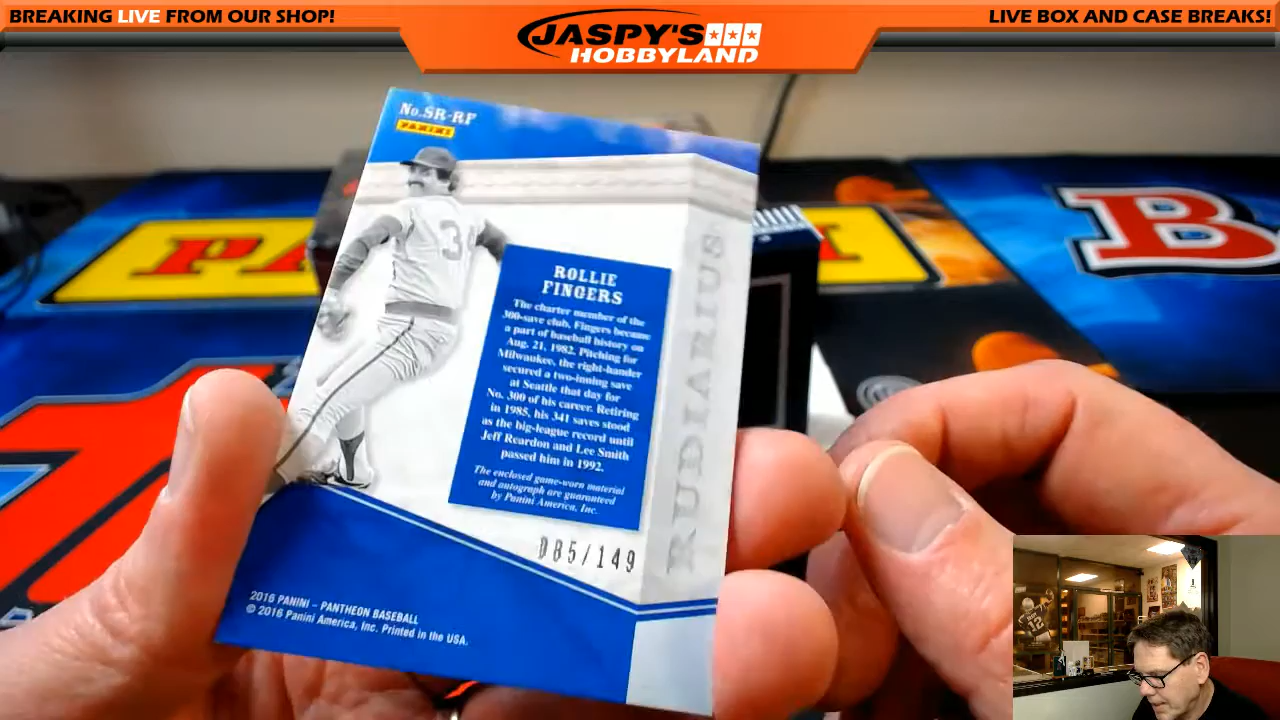 BREAKING LIVE FROM OUR SHOP!
JASPY'S
HOBBYLAND
LIVE BOX AND CASE BREAKS!
No. SR-RF
PANINI
ROLLIE
FINGERS
The charter member of the
300-save club, Fingers became
a part of baseball history on
Aug. 21, 1982. Pitching for
Milwaukee, the right-hander
secured a two-inning save
at Seattle that day for
No. 300 of his career. Retiring
in 1985, his 341 saves stood
as the big-league record until
Jeff Reardon and Lee Smith
passed him in 1992.
The enclosed game-worn material
and autograph are guaranteed
by Panini America, Inc.
RUDIARIUS
085/149
2016 PANINI – PANTHEON BASEBALL
© 2016 Panini America, Inc. Printed in the USA.
B
12